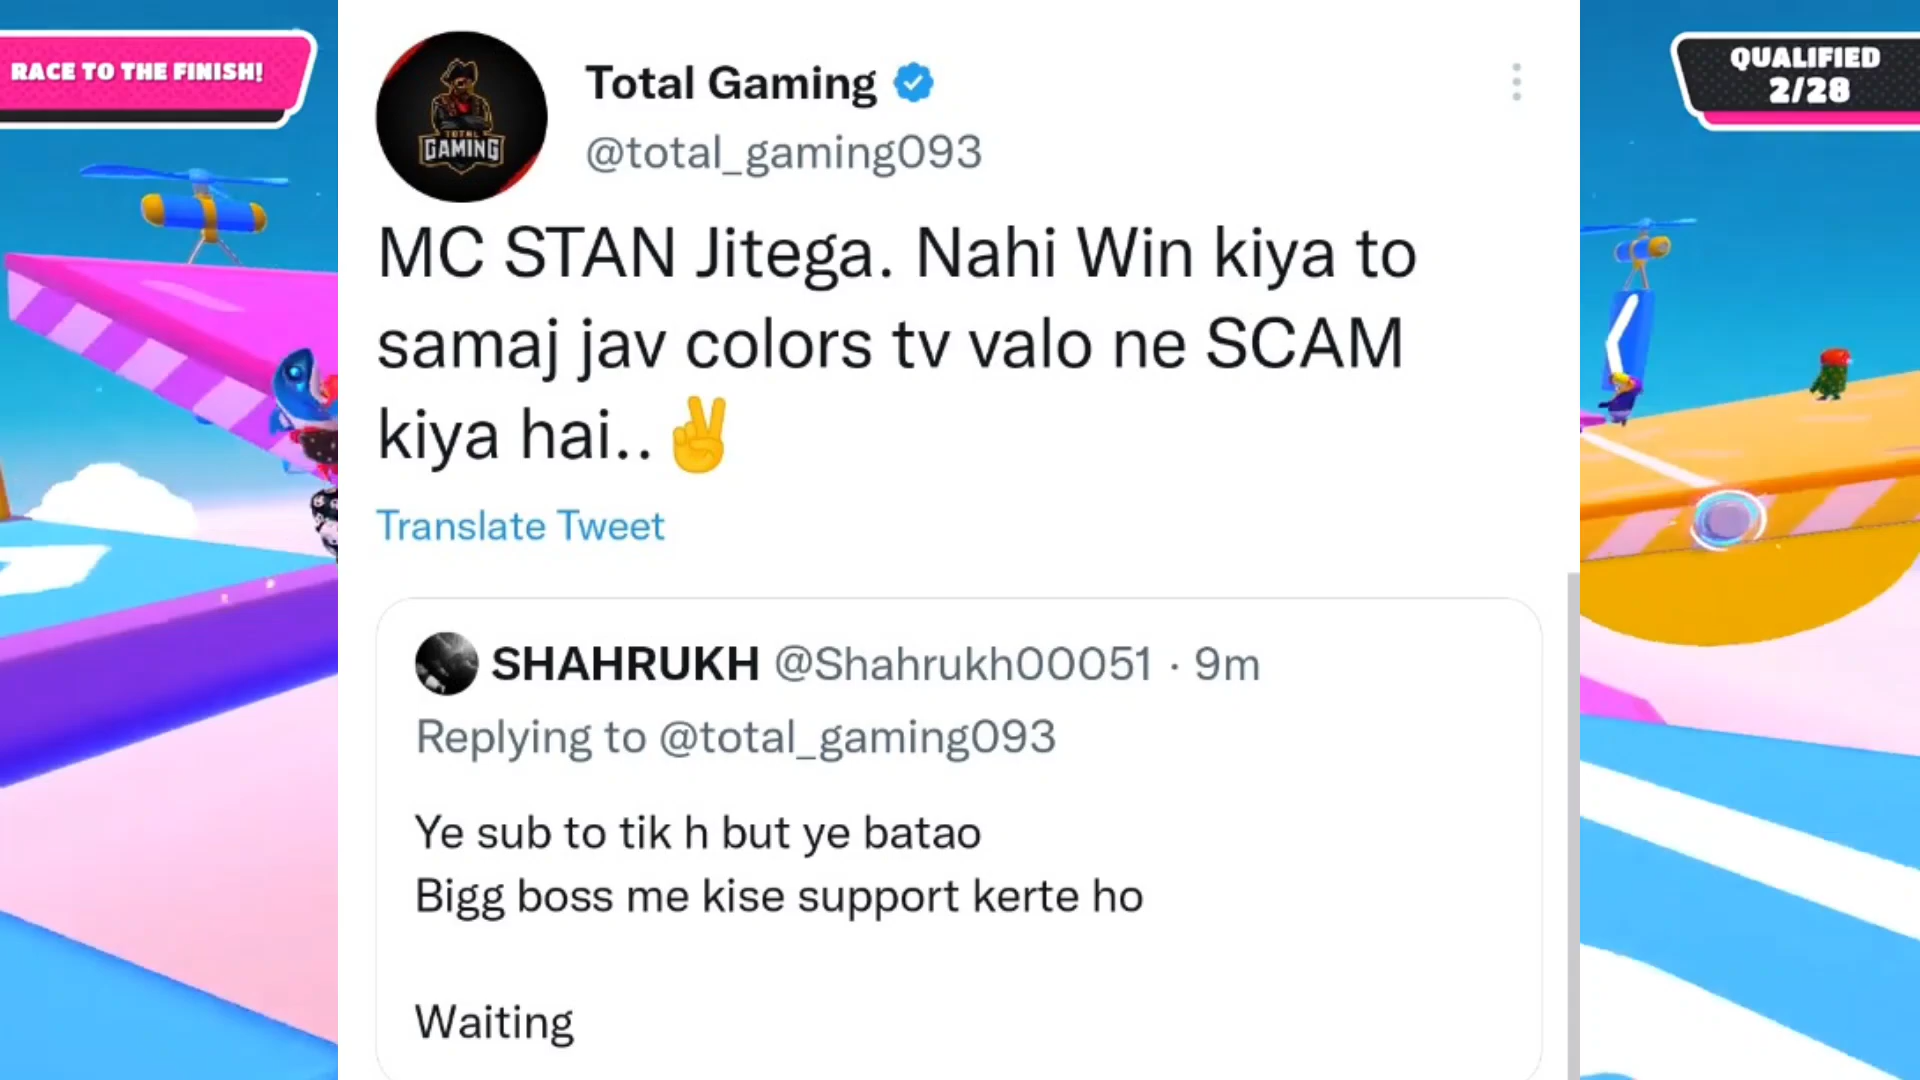 RACE TO THE FINISH!
QUALIFIED
2/28
TOTAL
GAMING
Total Gaming
@total_gaming093
MC STAN Jitega. Nahi Win kiya to
samaj jav colors tv valo ne SCAM
kiya hai..✌️
Translate Tweet
SHAHRUKH @Shahrukh00051 · 9m
Replying to @total_gaming093
Ye sub to tik h but ye batao
Bigg boss me kise support kerte ho
Waiting